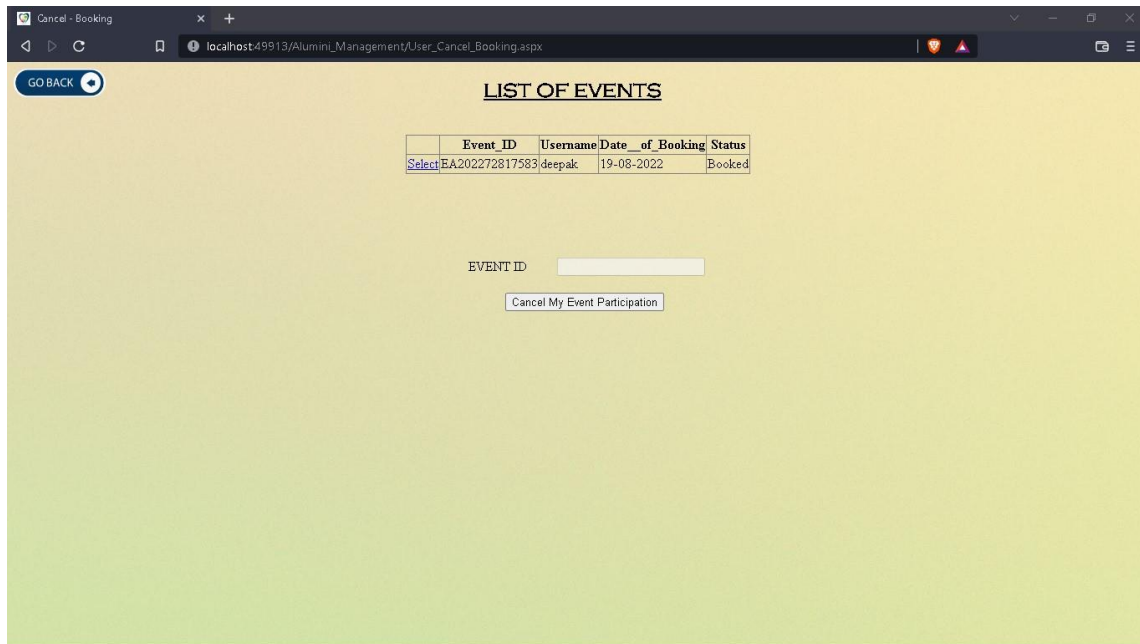 Cancel - Booking
localhost:49913/Alumini_Management/User_Cancel_Booking.aspx
GO BACK
LIST OF EVENTS
Event_ID Username Date__of_Booking Status
Select EA202272817583 deepak 19-08-2022 Booked
EVENT ID
Cancel My Event Participation